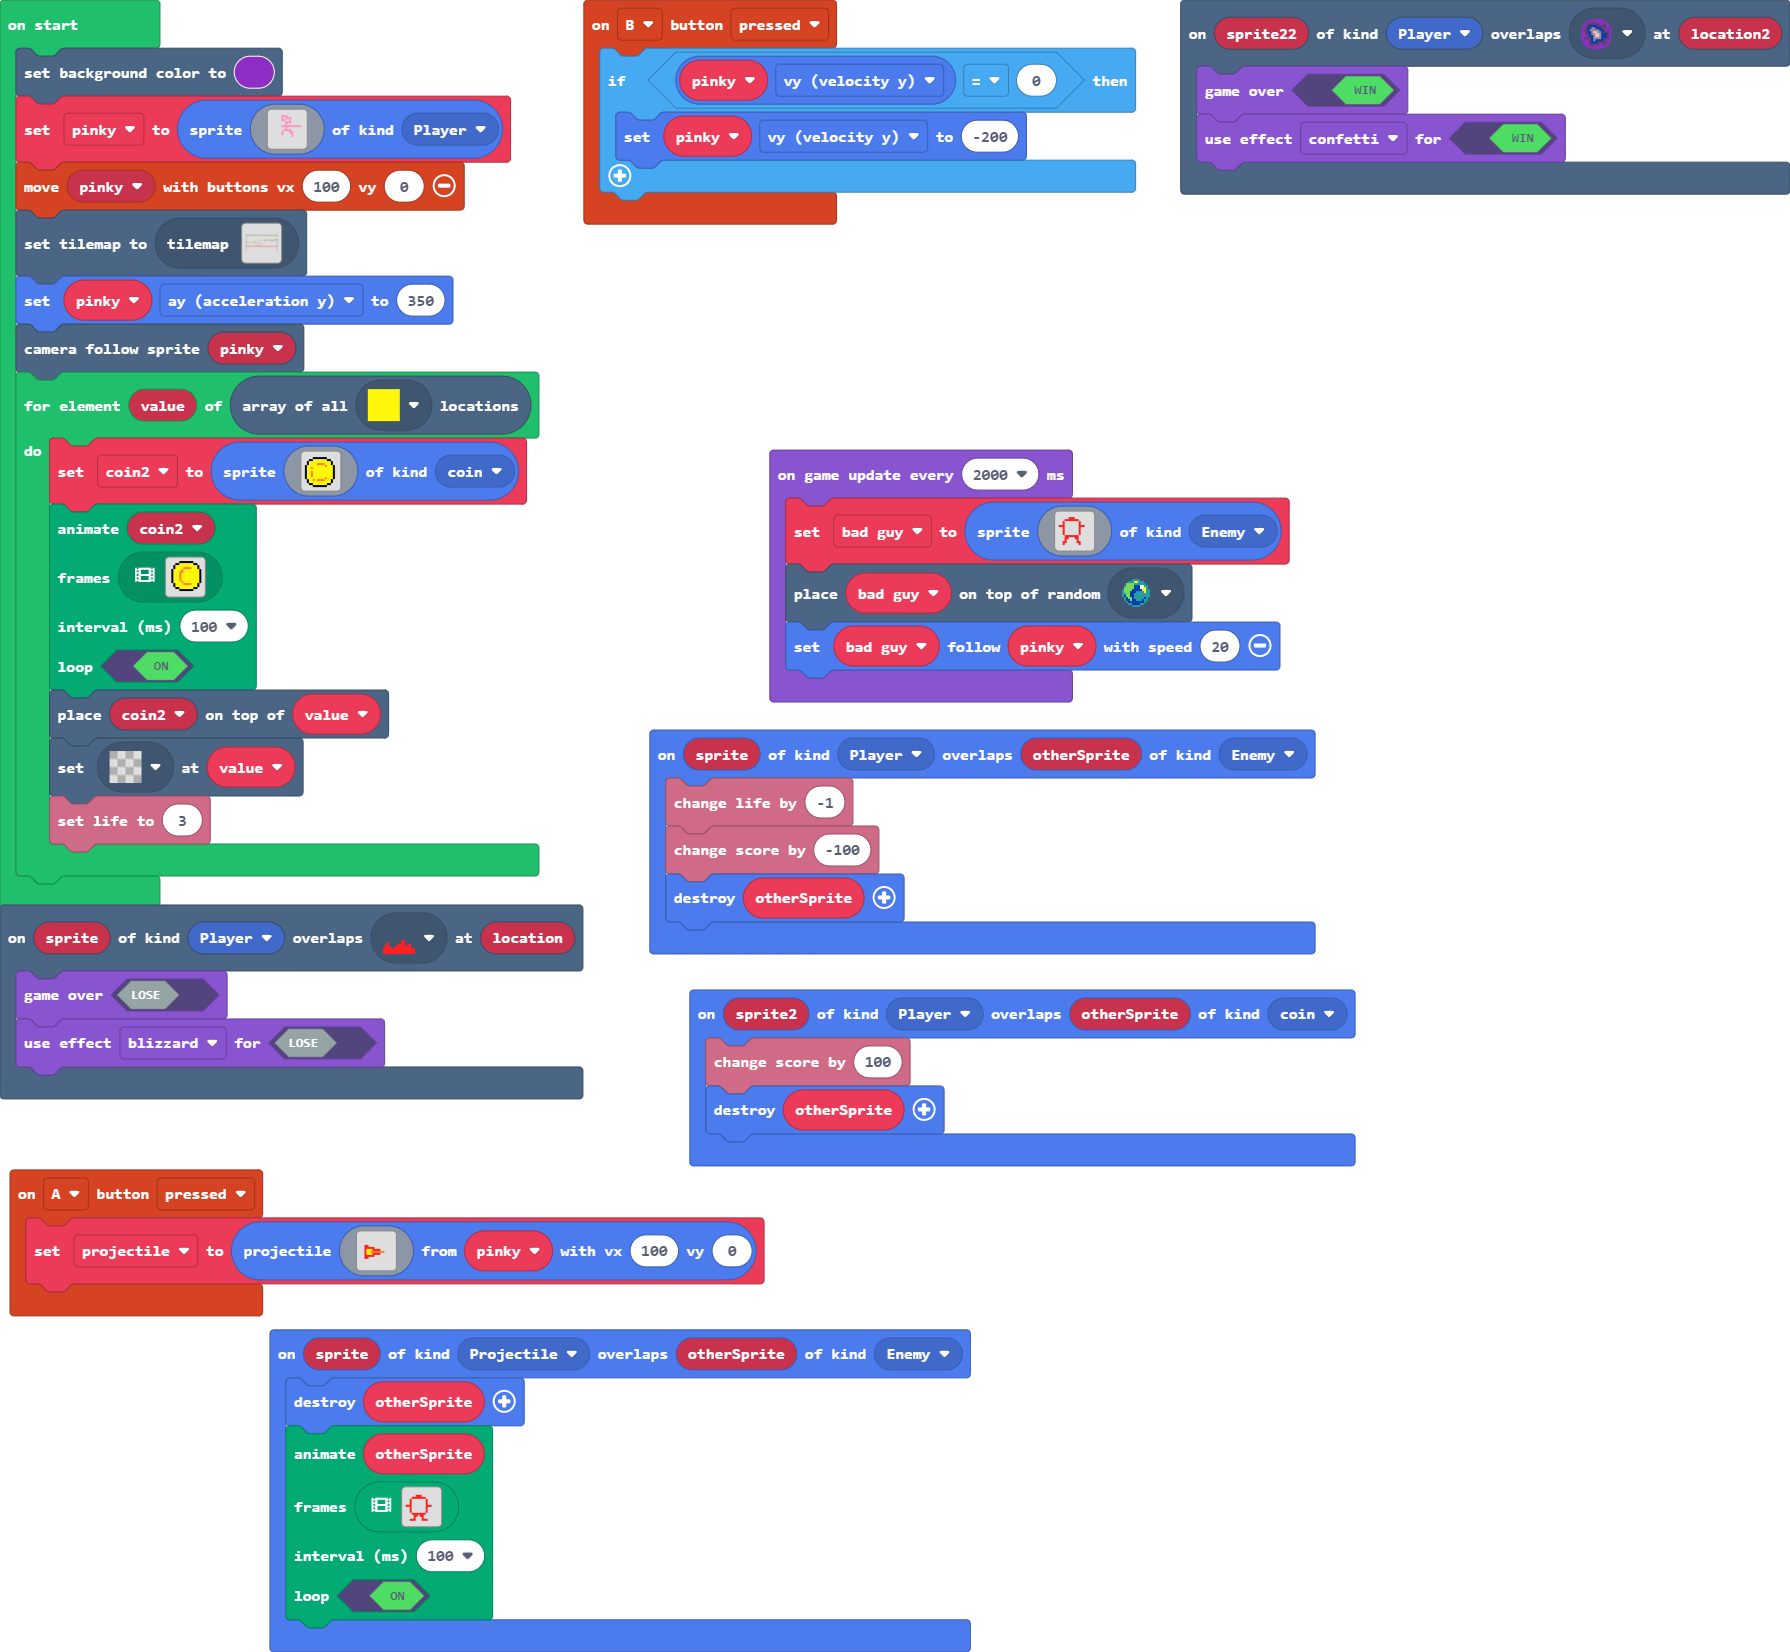 on start
set background color to
set pinky to sprite of kind Player
move pinky with buttons vx 100 vy 0
set tilemap to tilemap
set pinky ay (acceleration y) to 350
camera follow sprite pinky
for element value of array of all locations
do
set coin2 to sprite of kind coin
animate coin2
frames
interval (ms) 100
loop ON
place coin2 on top of value
set at value
set life to 3
on sprite of kind Player overlaps at location
game over LOSE
use effect blizzard for LOSE
on B button pressed
if pinky vy (velocity y) = 0 then
set pinky vy (velocity y) to -200
on sprite22 of kind Player overlaps at location2
game over WIN
use effect confetti for WIN
on game update every 2000 ms
set bad guy to sprite of kind Enemy
place bad guy on top of random
set bad guy follow pinky with speed 20
on sprite of kind Player overlaps otherSprite of kind Enemy
change life by -1
change score by -100
destroy otherSprite
on sprite2 of kind Player overlaps otherSprite of kind coin
change score by 100
destroy otherSprite
on A button pressed
set projectile to projectile from pinky with vx 100 vy 0
on sprite of kind Projectile overlaps otherSprite of kind Enemy
destroy otherSprite
animate otherSprite
frames
interval (ms) 100
loop ON